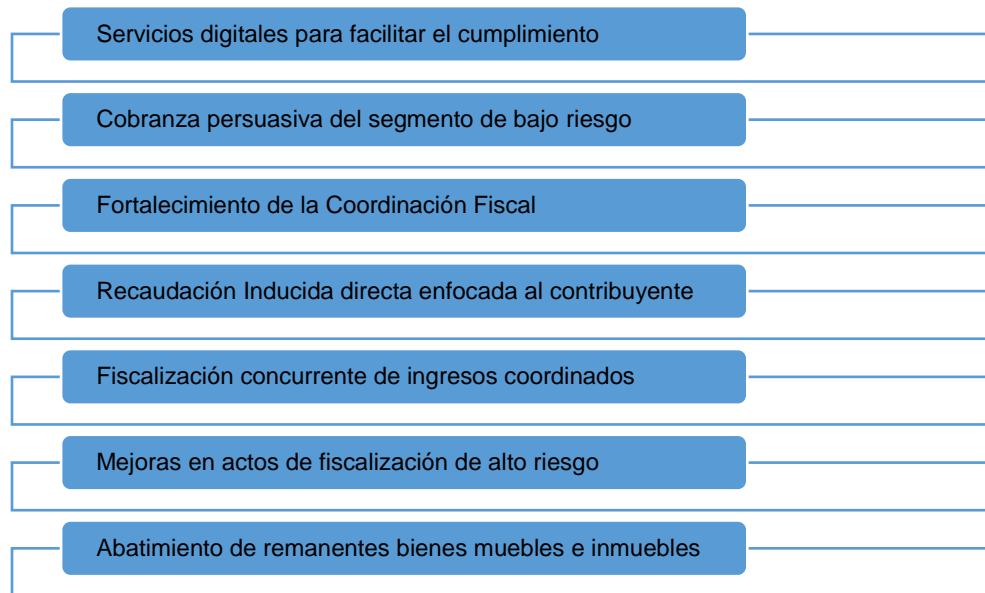 Servicios digitales para facilitar el cumplimiento
Cobranza persuasiva del segmento de bajo riesgo
Fortalecimiento de la Coordinación Fiscal
Recaudación Inducida directa enfocada al contribuyente
Fiscalización concurrente de ingresos coordinados
Mejoras en actos de fiscalización de alto riesgo
Abatimiento de remanentes bienes muebles e inmuebles